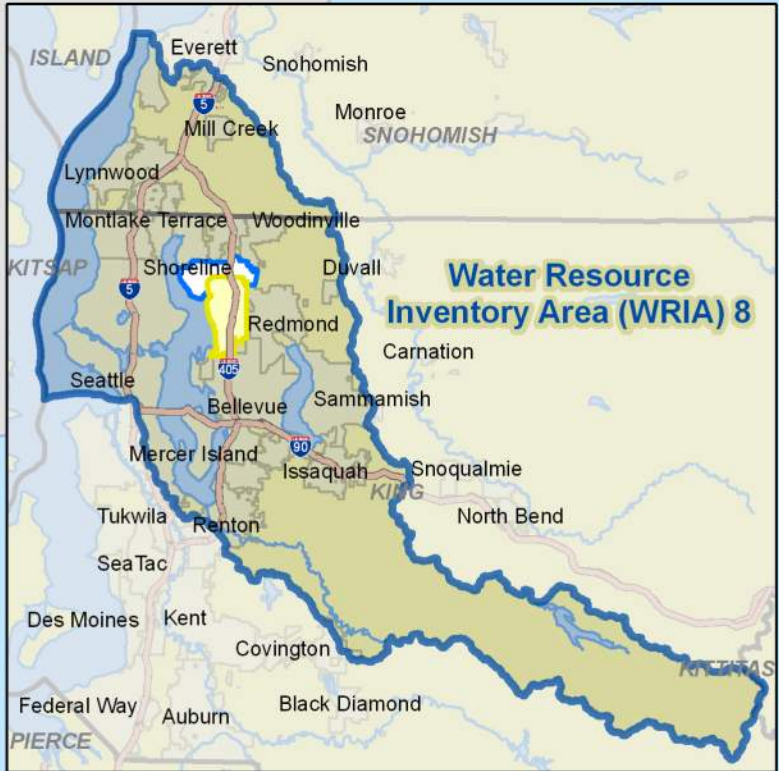 Everett
ISLAND
Snohomish
5
Monroe
Mill Creek
SNOHOMISH
Lynnwood
Montlake Terrace
Woodinville
KITSAP
Shoreline
Duvall
Water Resource
Inventory Area (WRIA) 8
5
Redmond
Carnation
405
Seattle
Sammamish
Bellevue
90
Mercer Island
Issaquah
Snoqualmie
KING
North Bend
Tukwila
Renton
SeaTac
Des Moines
Kent
Covington
KITTITAS
Federal Way
Black Diamond
Auburn
PIERCE